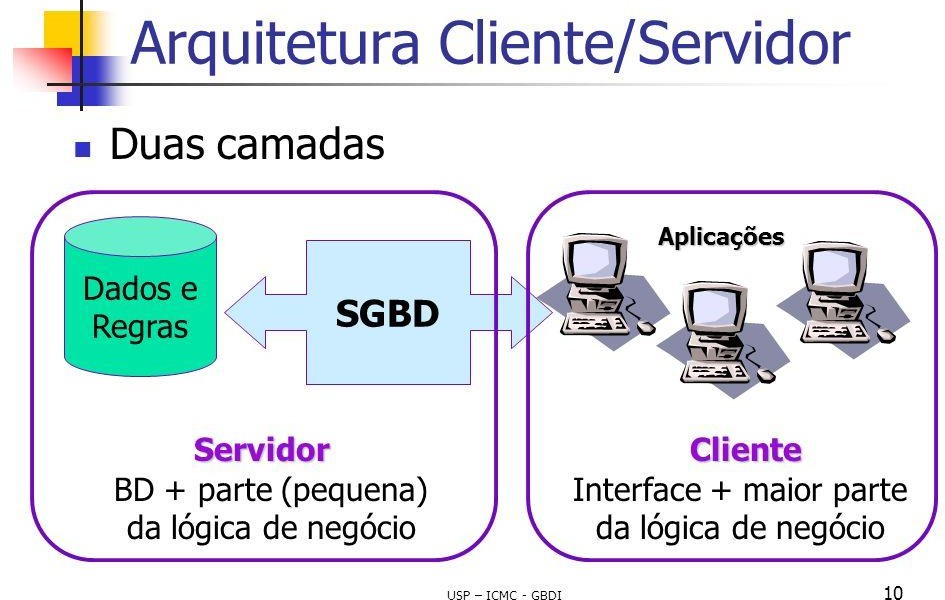 Arquitetura Cliente/Servidor
Duas camadas
Dados e
Regras
SGBD
Servidor
BD + parte (pequena)
da lógica de negócio
Aplicações
Cliente
Interface + maior parte
da lógica de negócio
USP – ICMC - GBDI
10